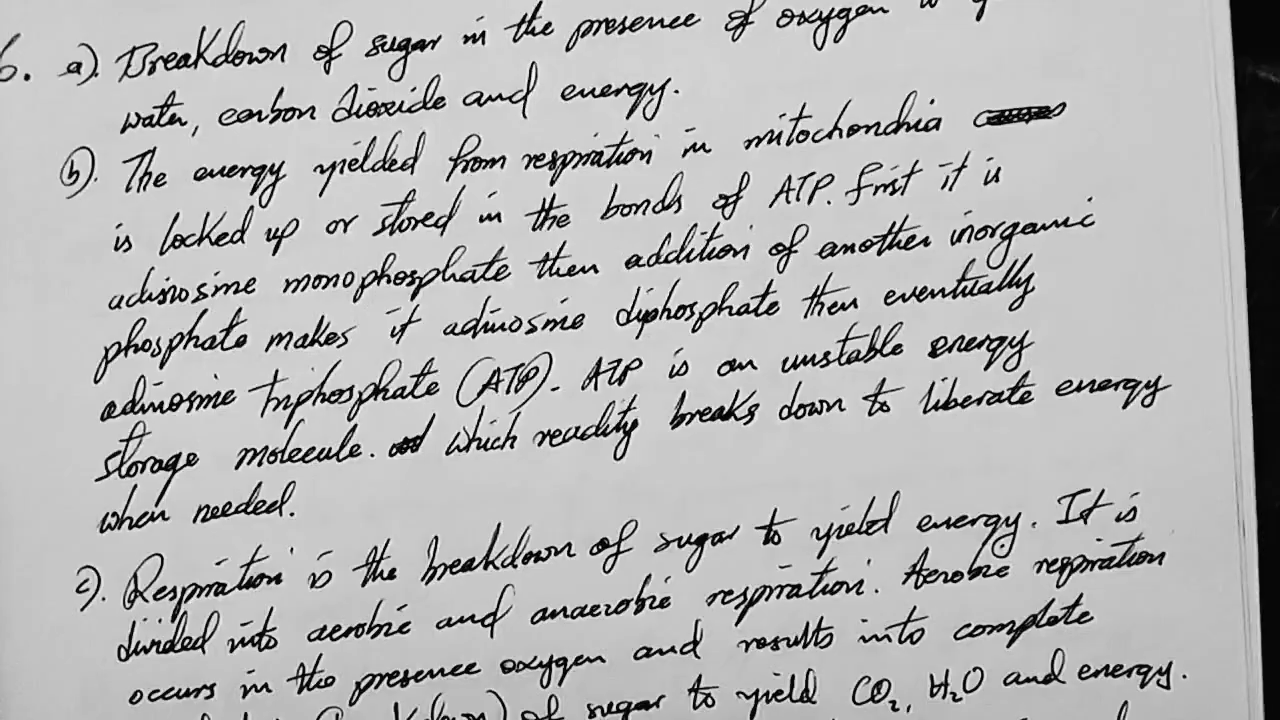 6. a). Breakdown of sugar in the presence of oxygen to
water, carbon dioxide and energy.
b). The energy yielded from respiration in mitochondria
is locked up or stored in the bonds of ATP. first it is
adinosine monophosphate then addition of another inorganic
phosphate makes it adinosine diphosphate then eventually
adinosine triphosphate (ATP). ATP is an unstable energy
storage molecule. which readity breaks down to liberate energy
when needed.
c). Respiration is the breakdown of sugar to yield energy. It is
divided into aerobic and anaerobic respiration. Aerobic respiration
occurs in the presence oxygen and results into complete
of sugar to yield CO₂, H₂O and energy.